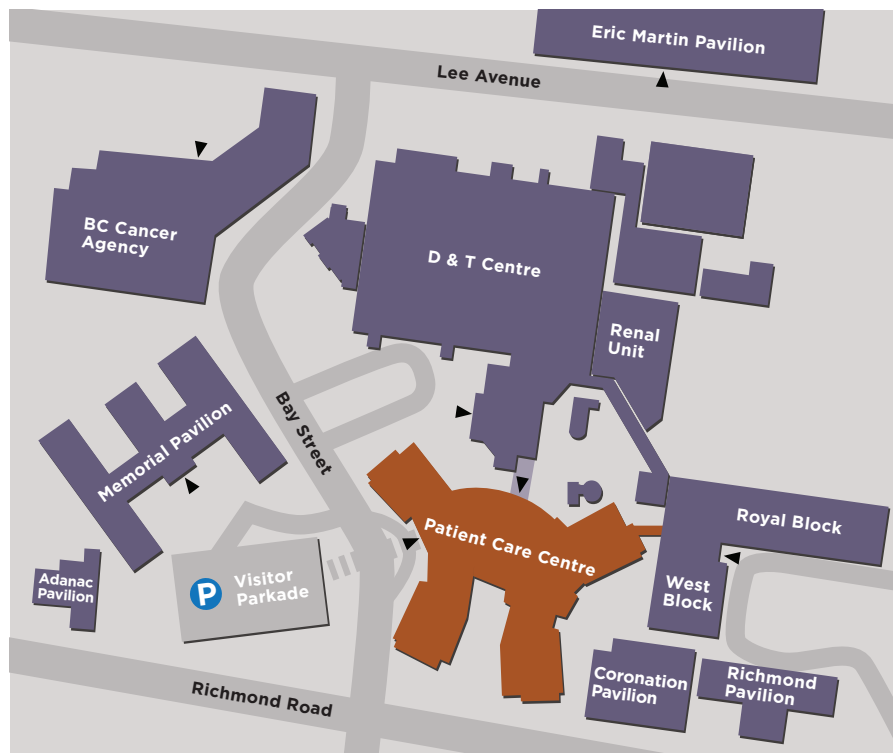 Eric Martin Pavilion
Lee Avenue
BC Cancer
Agency
D & T Centre
Renal
Unit
Bay Street
Memorial Pavilion
Royal Block
Patient Care Centre
Adanac
Pavilion
P
Visitor
Parkade
West
Block
Coronation
Pavilion
Richmond
Pavilion
Richmond Road